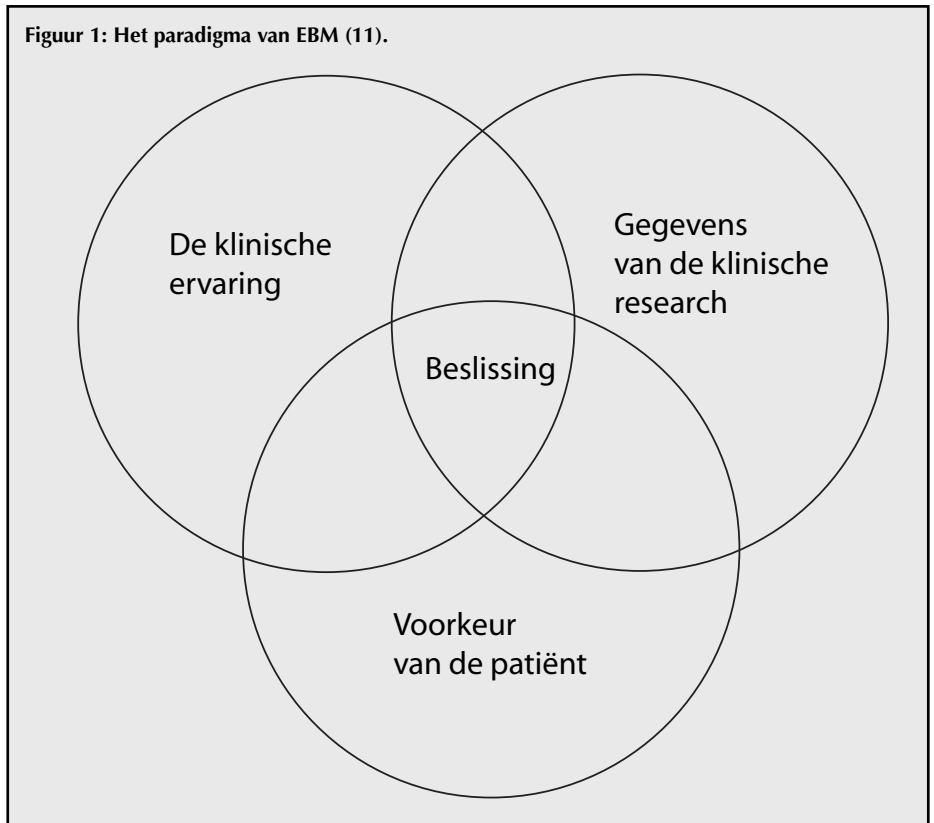 Figuur 1: Het paradigma van EBM (11).
De klinische
ervaring
Gegevens
van de klinische
research
Beslissing
Voorkeur
van de patiënt